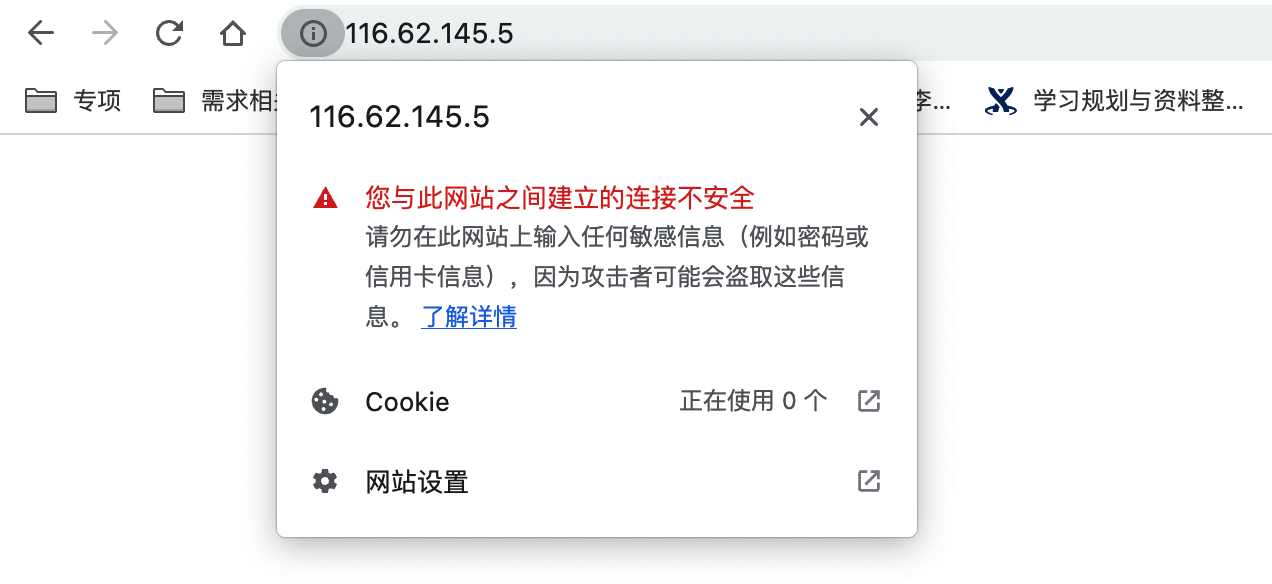 116.62.145.5
专项
需求相
李...
学习规划与资料整...
116.62.145.5
您与此网站之间建立的连接不安全
请勿在此网站上输入任何敏感信息（例如密码或
信用卡信息），因为攻击者可能会盗取这些信
息。 了解详情
Cookie 正在使用 0 个
网站设置